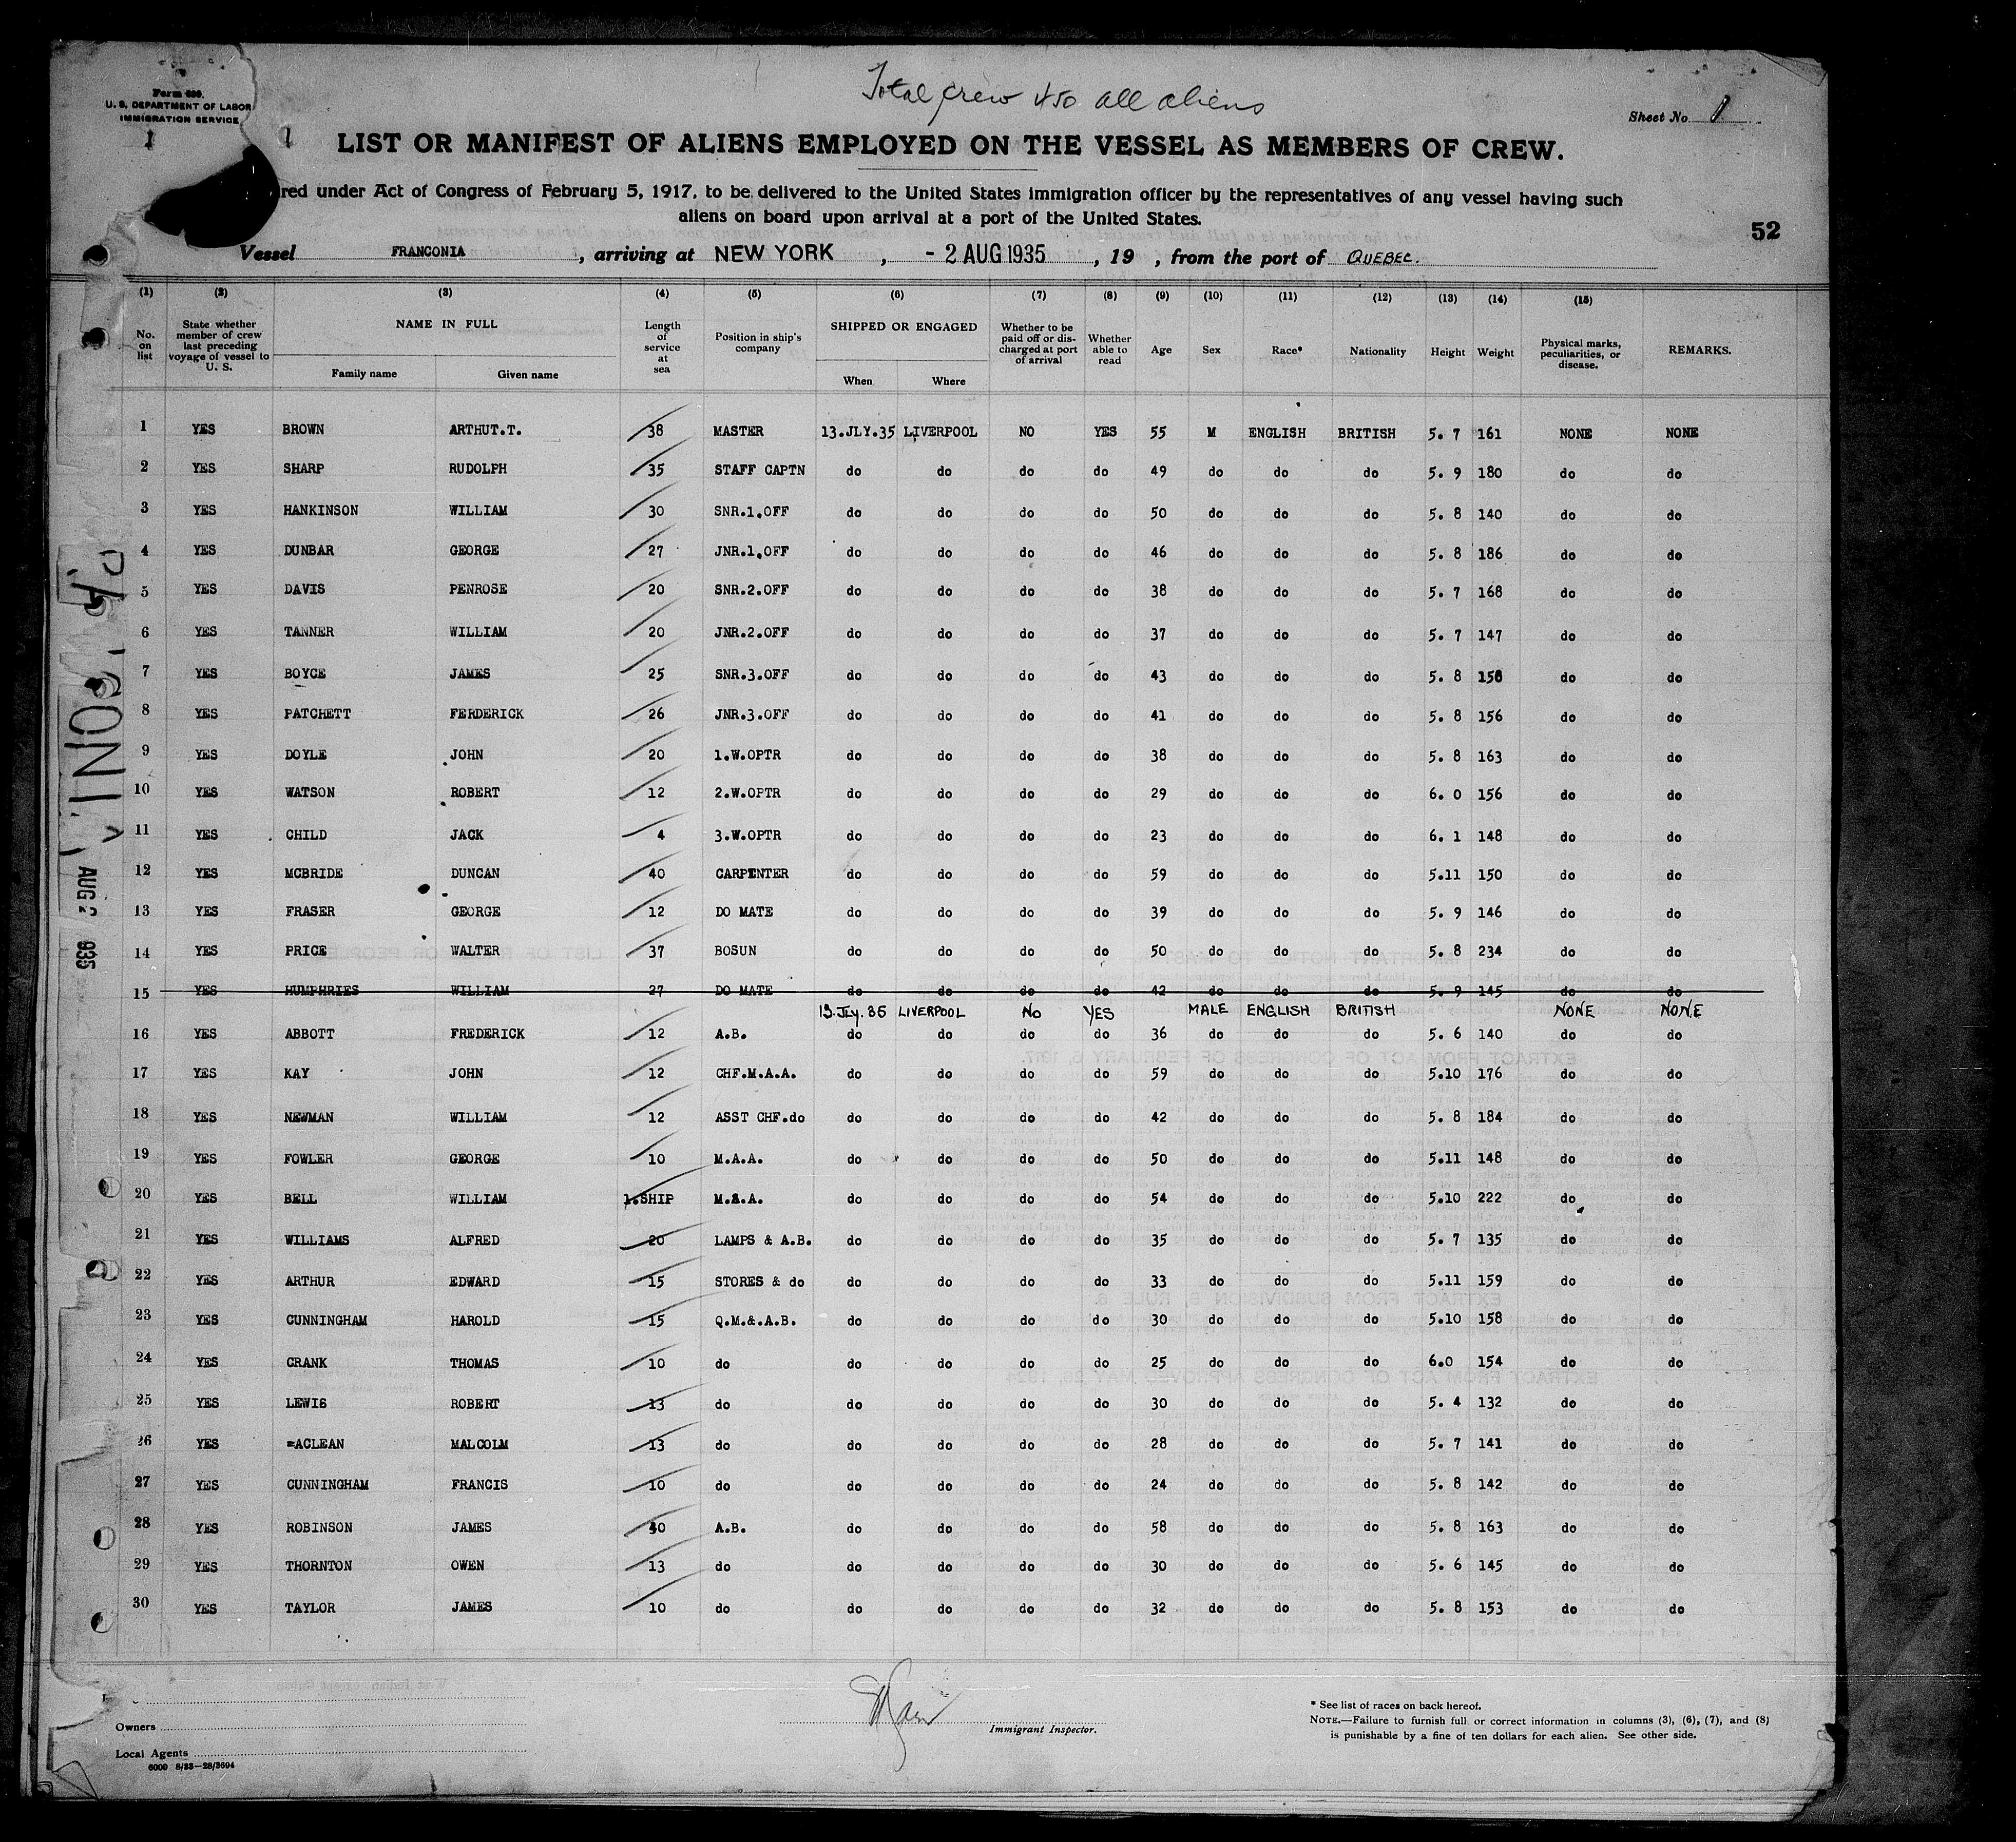 Total crew 450 all aliens
Form 689.
U. S. DEPARTMENT OF LABOR
IMMIGRATION SERVICE
1 1
Sheet No. 1
LIST OR MANIFEST OF ALIENS EMPLOYED ON THE VESSEL AS MEMBERS OF CREW.
red under Act of Congress of February 5, 1917, to be delivered to the United States immigration officer by the representatives of any vessel having such
aliens on board upon arrival at a port of the United States.
52
Vessel FRANCONIA, arriving at NEW YORK, - 2 AUG 1935, 19 , from the port of QUEBEC.
(1) (2) (3) (4) (5) (6) (7) (8) (9) (10) (11) (12) (13) (14) (15)
No. on list State whether member of crew last preceding voyage of vessel to U. S. NAME IN FULL Family name Given name Length of service at sea Position in ship's company SHIPPED OR ENGAGED When Where Whether to be paid off or discharged at port of arrival Whether able to read Age Sex Race* Nationality Height Weight Physical marks, peculiarities, or disease. REMARKS.
1 YES BROWN ARTHUT.T. 38 MASTER 13.JLY.35 LIVERPOOL NO YES 55 M ENGLISH BRITISH 5. 7 161 NONE NONE
2 YES SHARP RUDOLPH 35 STAFF CAPTN do do do do 49 do do do 5. 9 180 do do
3 YES HANKINSON WILLIAM 30 SNR.1.OFF do do do do 50 do do do 5. 8 140 do do
4 YES DUNBAR GEORGE 27 JNR.1.OFF do do do do 46 do do do 5. 8 186 do do
5 YES DAVIS PENROSE 20 SNR.2.OFF do do do do 38 do do do 5. 7 168 do do
6 YES TANNER WILLIAM 20 JNR.2.OFF do do do do 37 do do do 5. 7 147 do do
7 YES BOYCE JAMES 25 SNR.3.OFF do do do do 43 do do do 5. 8 158 do do
8 YES PATCHETT FERDERICK 26 JNR.3.OFF do do do do 41 do do do 5. 8 156 do do
9 YES DOYLE JOHN 20 1.W.OPTR do do do do 38 do do do 5. 8 163 do do
10 YES WATSON ROBERT 12 2.W.OPTR do do do do 29 do do do 6. 0 156 do do
11 YES CHILD JACK 4 3.W.OPTR do do do do 23 do do do 6. 1 148 do do
12 YES MCBRIDE DUNCAN 40 CARPENTER do do do do 59 do do do 5.11 150 do do
13 YES FRASER GEORGE 12 DO MATE do do do do 39 do do do 5. 9 146 do do
14 YES PRICE WALTER 37 BOSUN do do do do 50 do do do 5. 8 234 do do
15 YES HUMPHRIES WILLIAM 27 DO MATE do do do do 42 do do do 5. 9 145 do do
13.Jly.35 LIVERPOOL No YES MALE ENGLISH BRITISH NONE NONE
16 YES ABBOTT FREDERICK 12 A.B. do do do do 36 do do do 5. 6 140 do do
17 YES KAY JOHN 12 CHF.M.A.A. do do do do 59 do do do 5.10 176 do do
18 YES NEWMAN WILLIAM 12 ASST CHF.do do do do do 42 do do do 5. 8 184 do do
19 YES FOWLER GEORGE 10 M.A.A. do do do do 50 do do do 5.11 148 do do
20 YES BELL WILLIAM 1.SHIP M.A.A. do do do do 54 do do do 5.10 222 do do
21 YES WILLIAMS ALFRED 20 LAMPS & A.B. do do do do 35 do do do 5. 7 135 do do
22 YES ARTHUR EDWARD 15 STORES & do do do do do 33 do do do 5.11 159 do do
23 YES CUNNINGHAM HAROLD 15 Q.M.&.A.B. do do do do 30 do do do 5.10 158 do do
24 YES CRANK THOMAS 10 do do do do do 25 do do do 6.0 154 do do
25 YES LEWIS ROBERT 13 do do do do do 30 do do do 5. 4 132 do do
26 YES =ACLEAN MALCOLM 13 do do do do do 28 do do do 5. 7 141 do do
27 YES CUNNINGHAM FRANCIS 10 do do do do do 24 do do do 5. 8 142 do do
28 YES ROBINSON JAMES 40 A.B. do do do do 58 do do do 5. 8 163 do do
29 YES THORNTON OWEN 13 do do do do do 30 do do do 5. 6 145 do do
30 YES TAYLOR JAMES 10 do do do do do 32 do do do 5. 8 153 do do
AUG 2 935
Owners
Local Agents
6000 8/33—28/3694
Immigrant Inspector.
* See list of races on back hereof.
NOTE.—Failure to furnish full or correct information in columns (3), (6), (7), and (8)
is punishable by a fine of ten dollars for each alien. See other side.